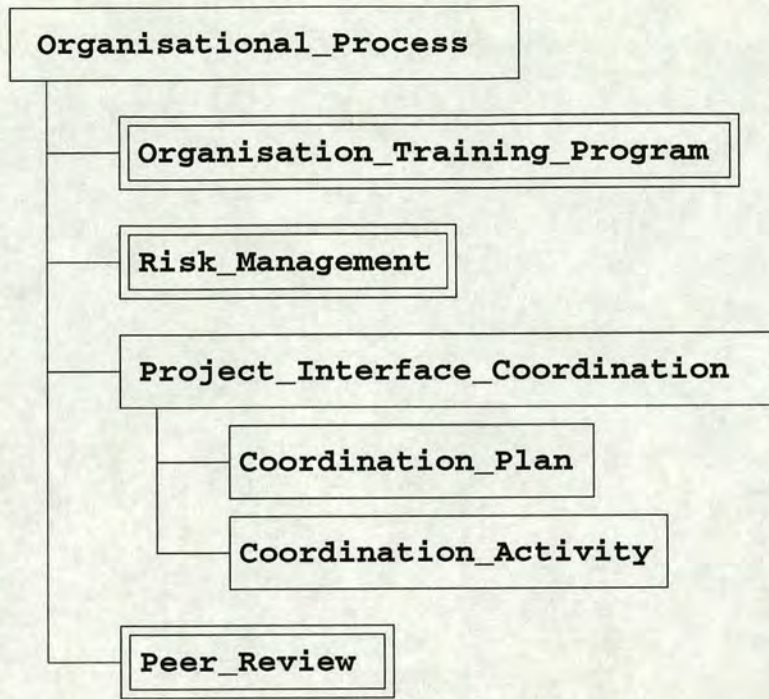 Organisational_Process
Organisation_Training_Program
Risk_Management
Project_Interface_Coordination
Coordination_Plan
Coordination_Activity
Peer_Review